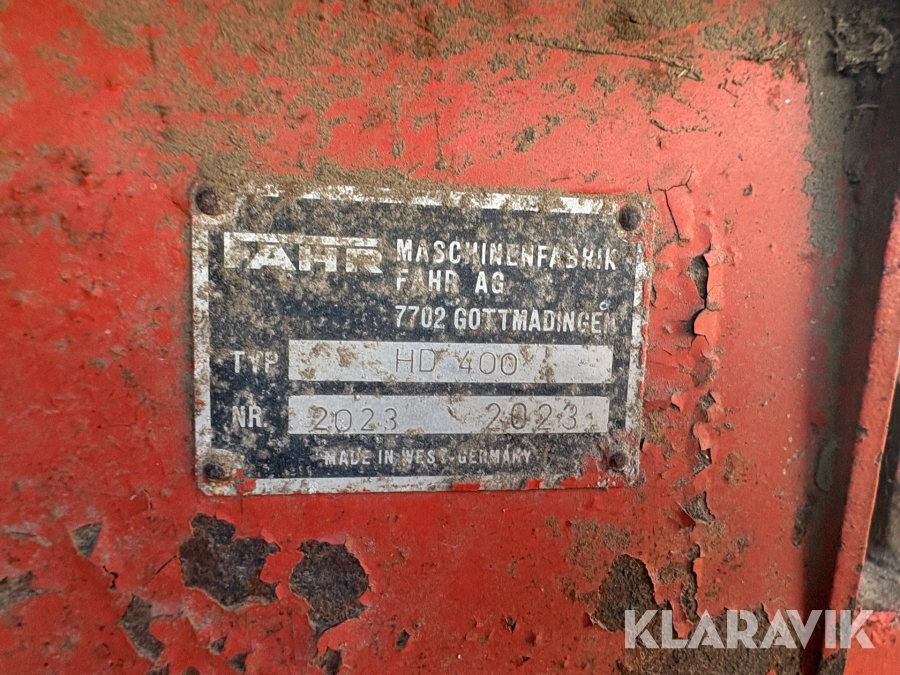 FAHR MASCHINENFABRIK
FAHR AG
7702 GOTTMADINGEN
TYP HD 400
NR. 2023 2023
MADE IN WEST-GERMANY
KLARAVIK